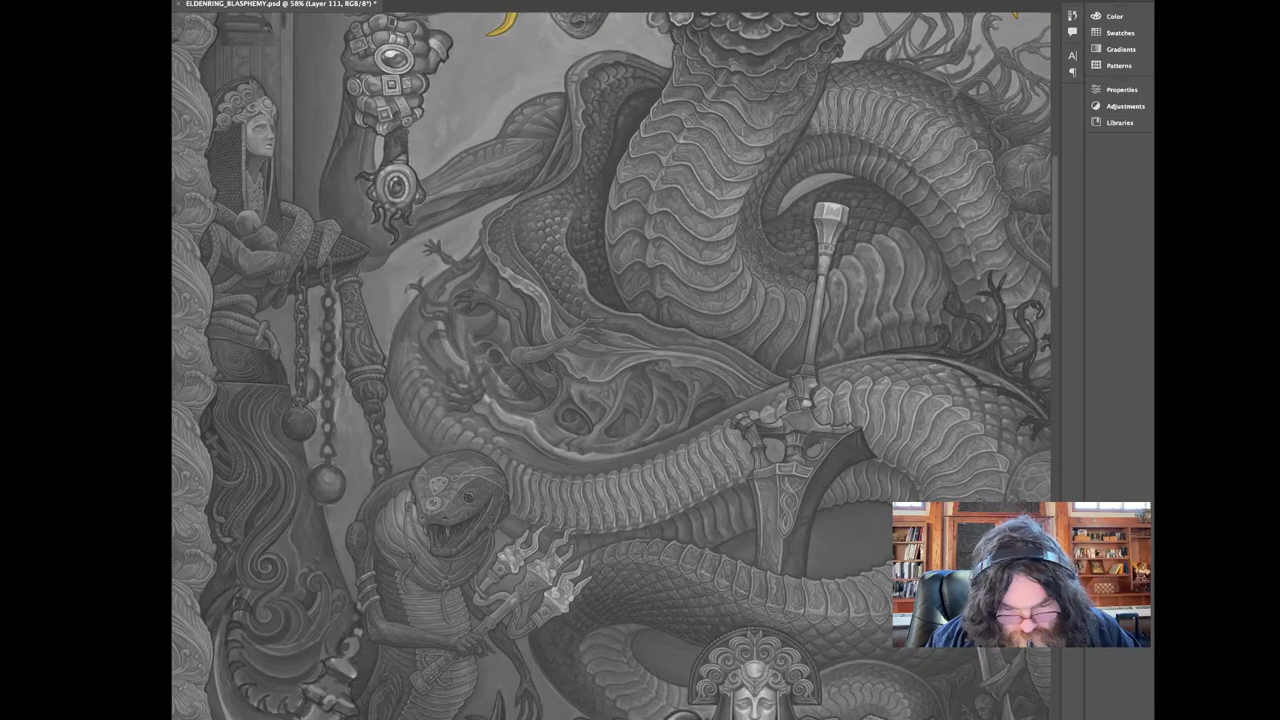 × ELDENRING_BLASPHEMY.psd @ 58% (Layer 111, RGB/8*) *
Color
Swatches
A|
Gradients
¶
Patterns
Properties
Adjustments
Libraries